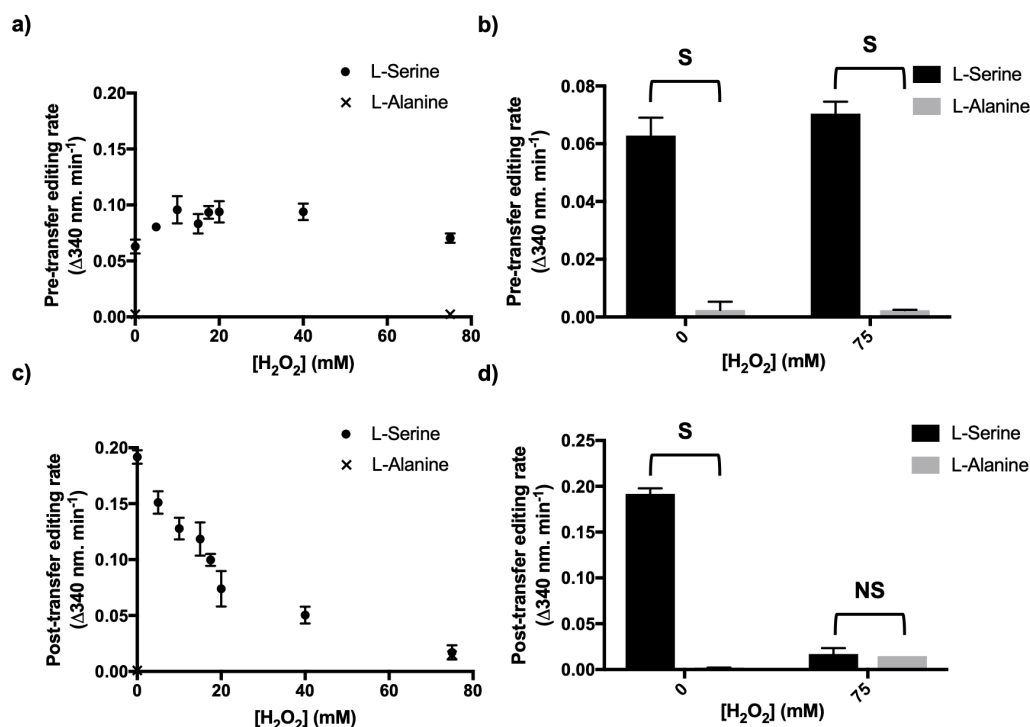 a)
L-Serine
L-Alanine
Pre-transfer editing rate
(Δ340 nm. min⁻¹)
0.20
0.15
0.10
0.05
0.00
0 20 40 60 80
[H₂O₂] (mM)
b)
S S
L-Serine
L-Alanine
Pre-transfer editing rate
(Δ340 nm. min⁻¹)
0.08
0.06
0.04
0.02
0.00
0 75
[H₂O₂] (mM)
c)
L-Serine
L-Alanine
Post-transfer editing rate
(Δ340 nm. min⁻¹)
0.20
0.15
0.10
0.05
0.00
0 20 40 60 80
[H₂O₂] (mM)
d)
S
NS
L-Serine
L-Alanine
Post-transfer editing rate
(Δ340 nm. min⁻¹)
0.25
0.20
0.15
0.10
0.05
0.00
0 75
[H₂O₂] (mM)